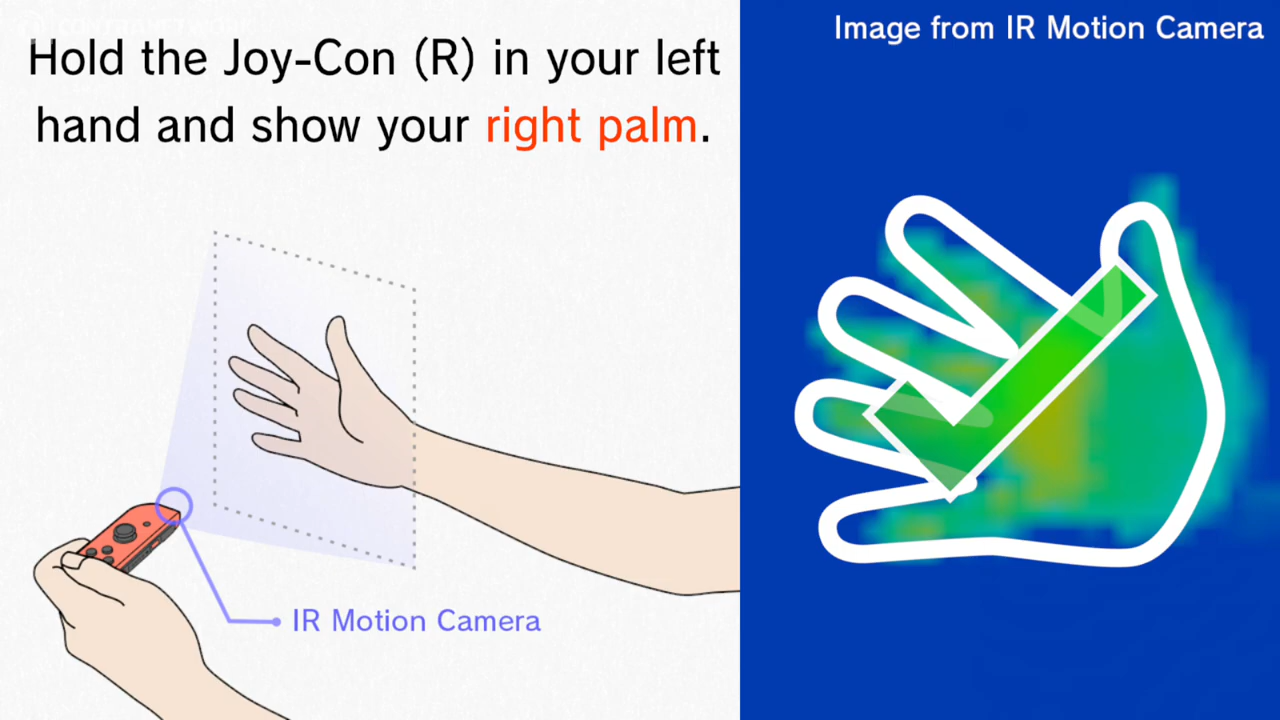 Hold the Joy-Con (R) in your left
hand and show your right palm.
IR Motion Camera
Image from IR Motion Camera